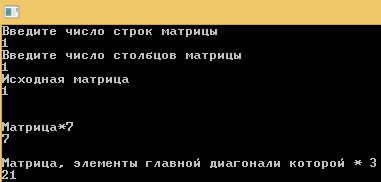 Введите число строк матрицы
1
Введите число столбцов матрицы
1
Исходная матрица
1
Матрица*7
7
Матрица, элементы главной диагонали которой * 3
21